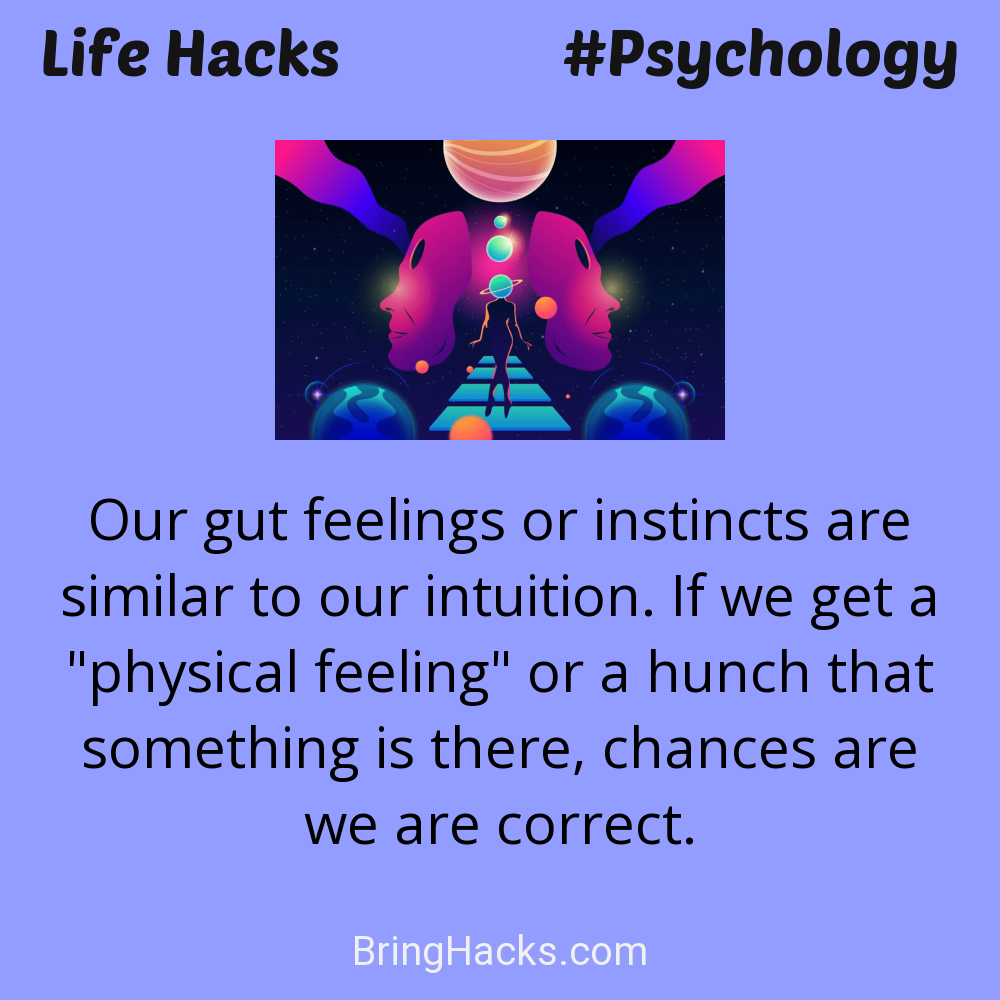 Life Hacks #Psychology
Our gut feelings or instincts are
similar to our intuition. If we get a
"physical feeling" or a hunch that
something is there, chances are
we are correct.
BringHacks.com